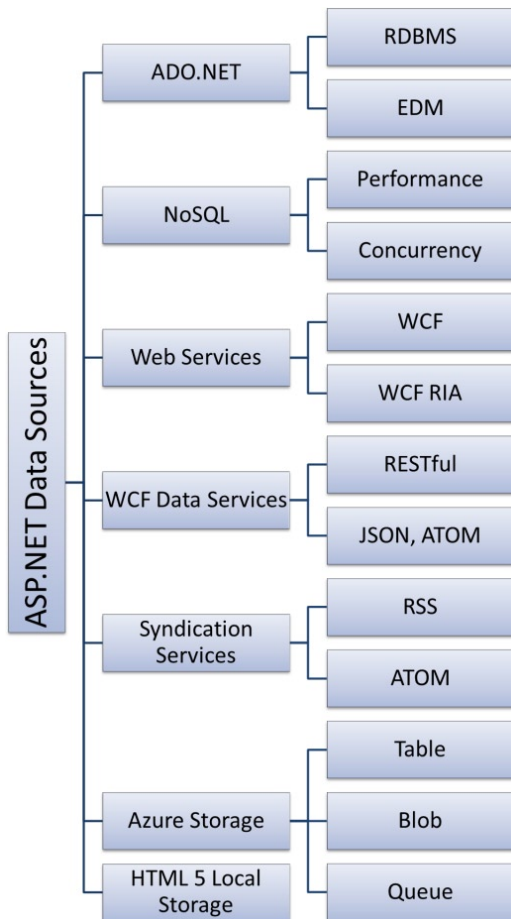 ASP.NET Data Sources
ADO.NET
RDBMS
EDM
NoSQL
Performance
Concurrency
Web Services
WCF
WCF RIA
WCF Data Services
RESTful
JSON, ATOM
Syndication
Services
RSS
ATOM
Azure Storage
Table
Blob
Queue
HTML 5 Local
Storage